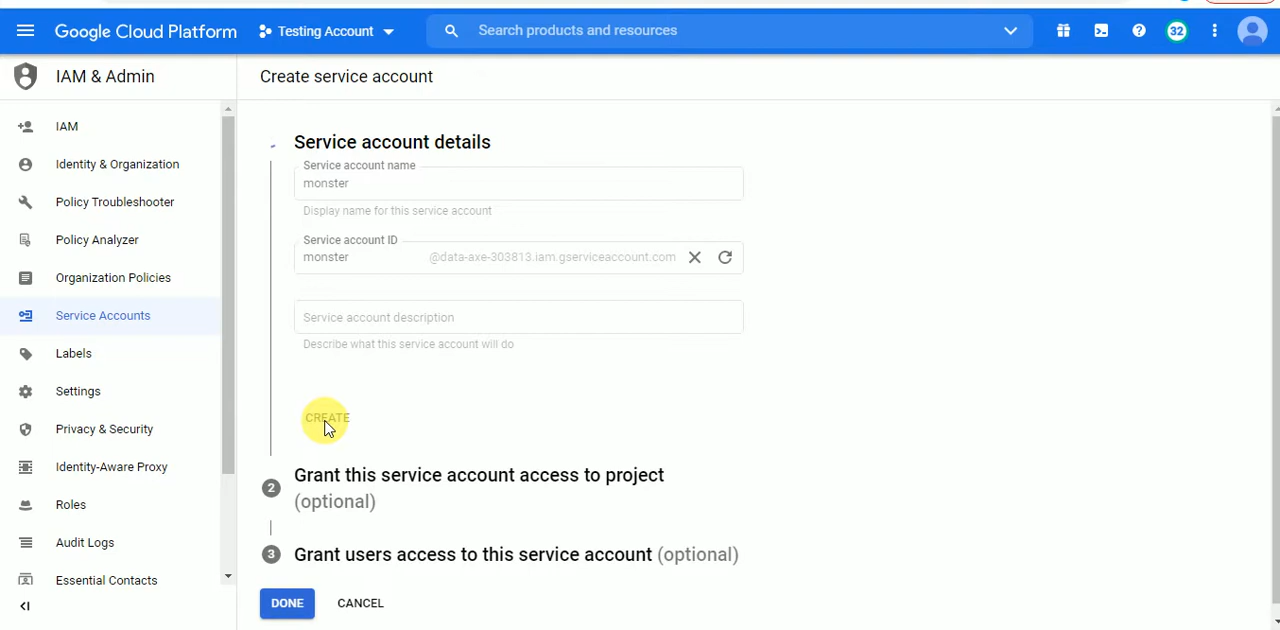 Google Cloud Platform
Testing Account
Search products and resources
32
IAM & Admin
Create service account
IAM
Identity & Organization
Policy Troubleshooter
Policy Analyzer
Organization Policies
Service Accounts
Labels
Settings
Privacy & Security
Identity-Aware Proxy
Roles
Audit Logs
Essential Contacts
Service account details
Service account name
monster
Display name for this service account
Service account ID
monster @data-axe-303813.iam.gserviceaccount.com
Service account description
Describe what this service account will do
CREATE
2 Grant this service account access to project
(optional)
3 Grant users access to this service account (optional)
DONE CANCEL